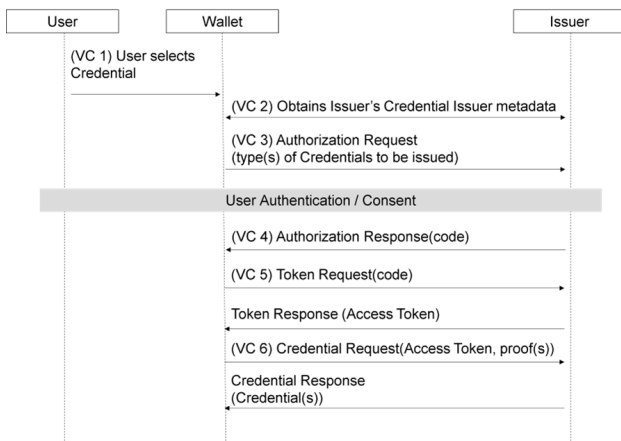 User
Wallet
Issuer
(VC 1) User selects
Credential
(VC 2) Obtains Issuer's Credential Issuer metadata
(VC 3) Authorization Request
(type(s) of Credentials to be issued)
User Authentication / Consent
(VC 4) Authorization Response(code)
(VC 5) Token Request(code)
Token Response (Access Token)
(VC 6) Credential Request(Access Token, proof(s))
Credential Response
(Credential(s))